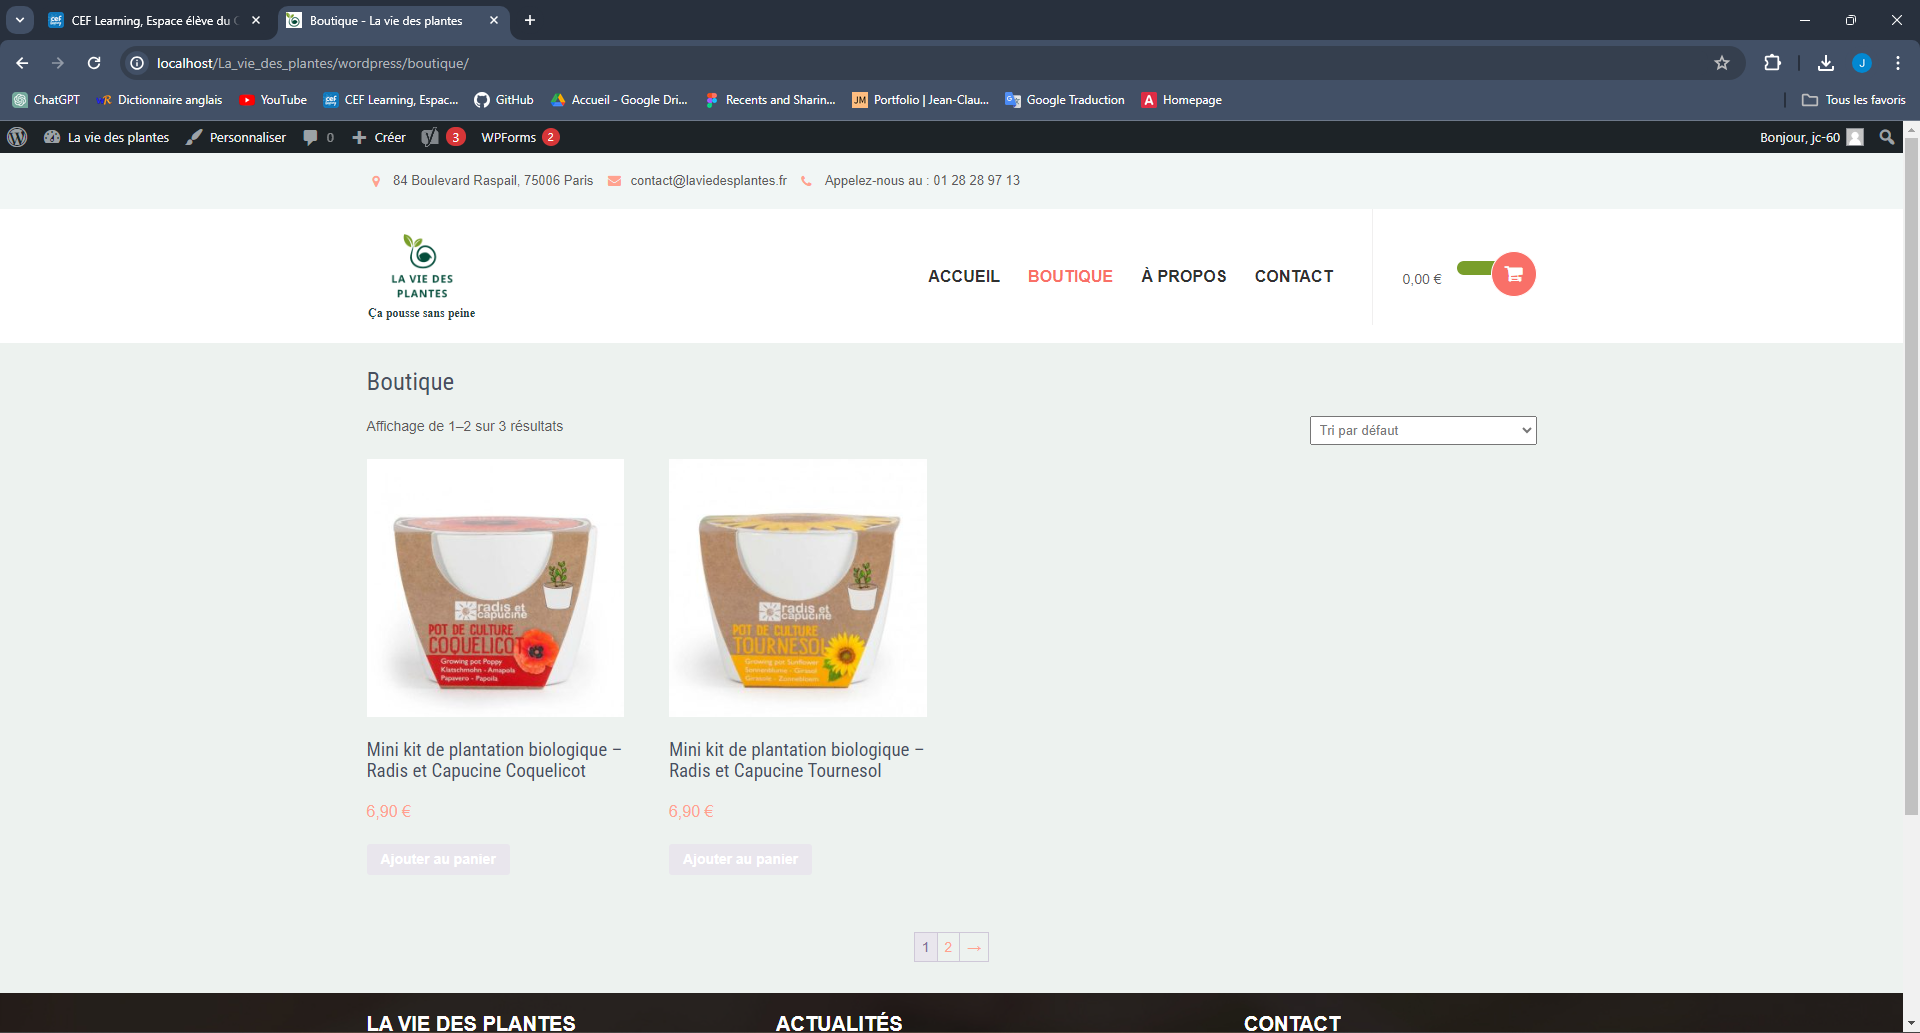 CEF Learning, Espace élève du C
Boutique - La vie des plantes
localhost/La_vie_des_plantes/wordpress/boutique/
ChatGPT
Dictionnaire anglais
YouTube
CEF Learning, Espac...
GitHub
Accueil - Google Dri...
Recents and Sharin...
Portfolio | Jean-Clau...
Google Traduction
Homepage
Tous les favoris
La vie des plantes
Personnaliser
0
Créer
3
WPForms 2
Bonjour, jc-60
84 Boulevard Raspail, 75006 Paris
contact@laviedesplantes.fr
Appelez-nous au : 01 28 28 97 13
LA VIE DES
PLANTES
Ça pousse sans peine
ACCUEIL
BOUTIQUE
À PROPOS
CONTACT
0,00 €
Boutique
Affichage de 1–2 sur 3 résultats
Tri par défaut
radis et
capucine
POT DE CULTURE
COQUELICOT
Growing pot Poppy
Klatschmohn - Amapola
Papavero - Papoila
radis et
capucine
POT DE CULTURE
TOURNESOL
Growing pot Sunflower
Sonnenblume - Girasol
Girasole - Zonnebloem
Mini kit de plantation biologique –
Radis et Capucine Coquelicot
6,90 €
Ajouter au panier
Mini kit de plantation biologique –
Radis et Capucine Tournesol
6,90 €
Ajouter au panier
1 2 →
LA VIE DES PLANTES
ACTUALITÉS
CONTACT